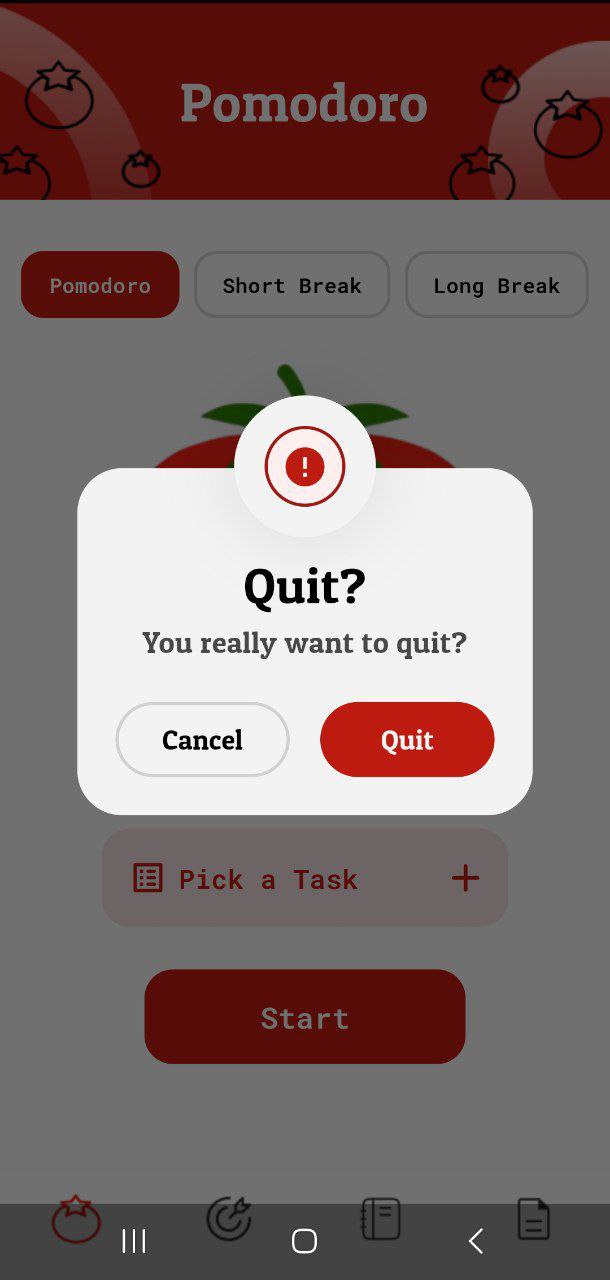 Pomodoro
Pomodoro Short Break Long Break
!
Quit?
You really want to quit?
Cancel Quit
Pick a Task +
Start